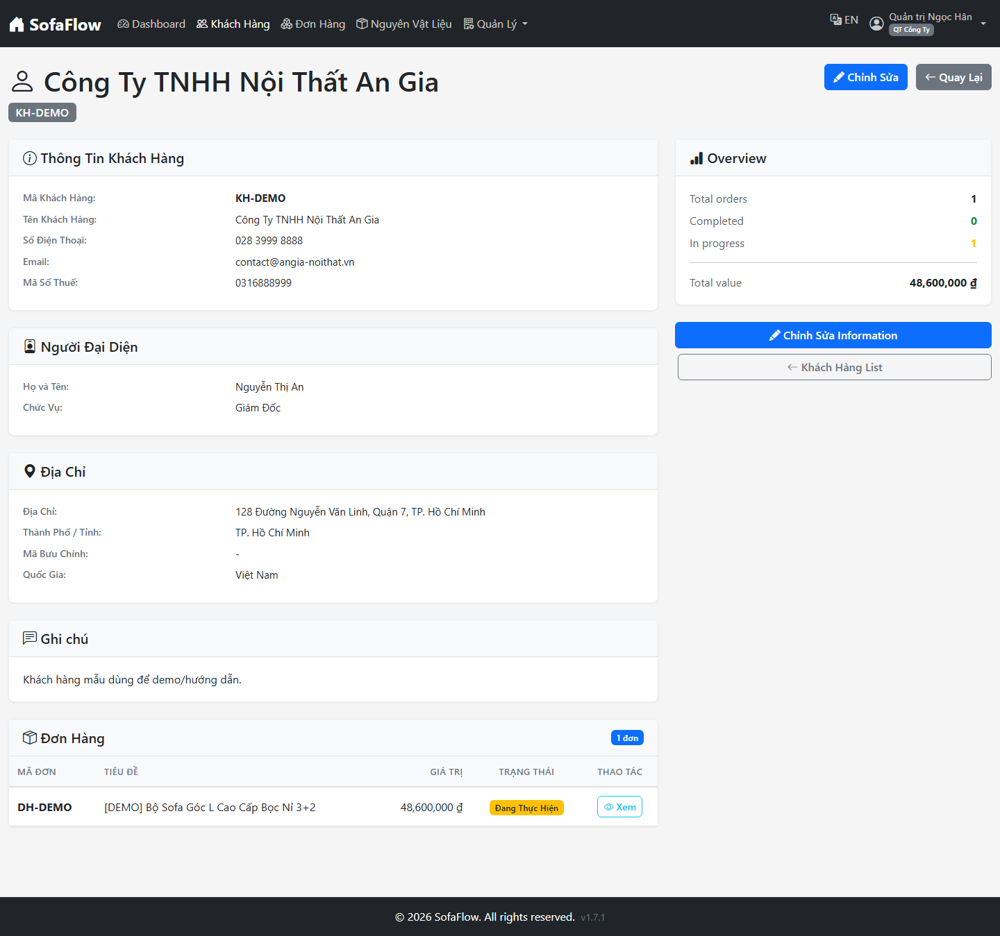 SofaFlow Dashboard Khách Hàng Đơn Hàng Nguyên Vật Liệu Quản Lý EN Quản trị Ngọc Hân
QT Công Ty
Công Ty TNHH Nội Thất An Gia
Chỉnh Sửa Quay Lại
KH-DEMO
Thông Tin Khách Hàng
Mã Khách Hàng: KH-DEMO
Tên Khách Hàng: Công Ty TNHH Nội Thất An Gia
Số Điện Thoại: 028 3999 8888
Email: contact@angia-noithat.vn
Mã Số Thuế: 0316888999
Người Đại Diện
Họ và Tên: Nguyễn Thị An
Chức Vụ: Giám Đốc
Địa Chỉ
Địa Chỉ: 128 Đường Nguyễn Văn Linh, Quận 7, TP. Hồ Chí Minh
Thành Phố / Tỉnh: TP. Hồ Chí Minh
Mã Bưu Chính: -
Quốc Gia: Việt Nam
Ghi chú
Khách hàng mẫu dùng để demo/hướng dẫn.
Đơn Hàng 1 đơn
MÃ ĐƠN TIÊU ĐỀ GIÁ TRỊ TRẠNG THÁI THAO TÁC
DH-DEMO [DEMO] Bộ Sofa Góc L Cao Cấp Bọc Nỉ 3+2 48,600,000 ₫ Đang Thực Hiện Xem
Overview
Total orders 1
Completed 0
In progress 1
Total value 48,600,000 ₫
Chỉnh Sửa Information
Khách Hàng List
© 2026 SofaFlow. All rights reserved. v1.7.1